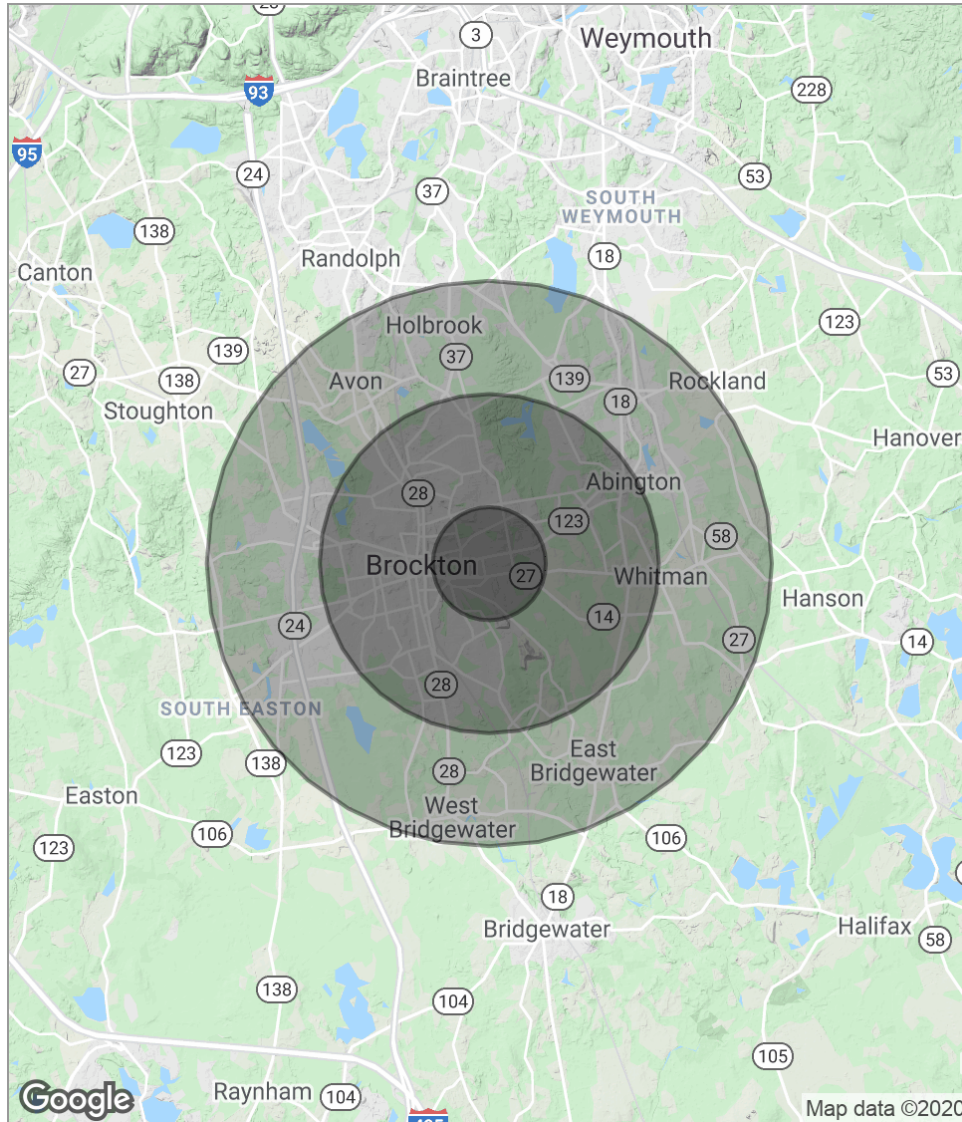 28
3
Weymouth
Braintree
93
228
95
24
53
37
SOUTH
WEYMOUTH
138
18
Randolph
Canton
Holbrook
123
139
37
27
138
Avon
139
18
Rockland
53
Stoughton
Hanover
Abington
28
123
58
Brockton
27
Whitman
Hanson
14
24
27
14
28
SOUTH EASTON
123
138
28
East
Bridgewater
Easton
West
Bridgewater
106
106
123
18
Bridgewater
Halifax
58
138
104
105
Raynham
104
495
Google
Map data ©2020